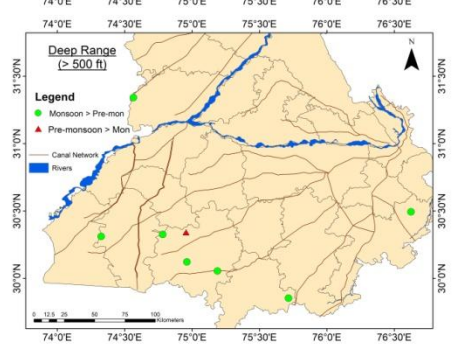 74°0'E 74°30'E 75°0'E 75°30'E 76°0'E 76°30'E
Deep Range
(> 500 ft)
N
Legend
Monsoon > Pre-mon
Pre-monsoon > Mon
Canal Network
Rivers
31°30'N
31°0'N
30°30'N
30°0'N
31°30'N
31°0'N
30°30'N
30°0'N
0 12.5 25 50 75 100
Kilometers
74°0'E 74°30'E 75°0'E 75°30'E 76°0'E 76°30'E